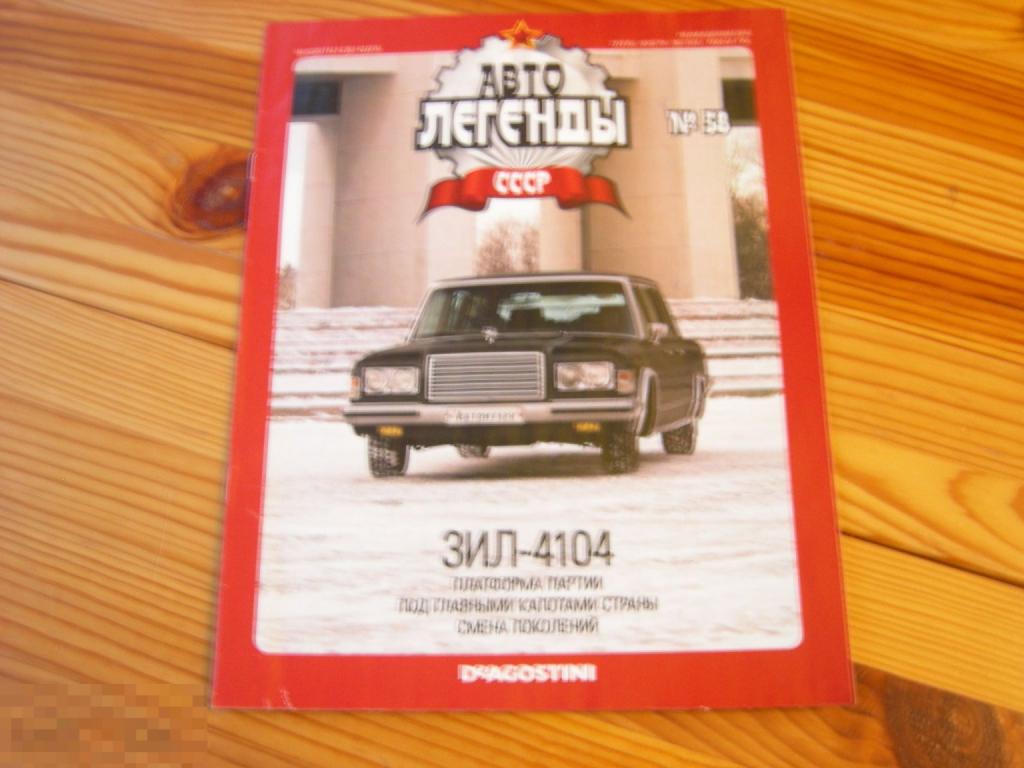 АВТО
ЛЕГЕНДЫ
СССР
№ 58
ЗИЛ-4104
ПЛАТФОРМА ПАРТИИ
ПОД ГЛАВНЫМИ КАПОТАМИ СТРАНЫ
СМЕНА ПОКОЛЕНИЙ
DeAGOSTINI